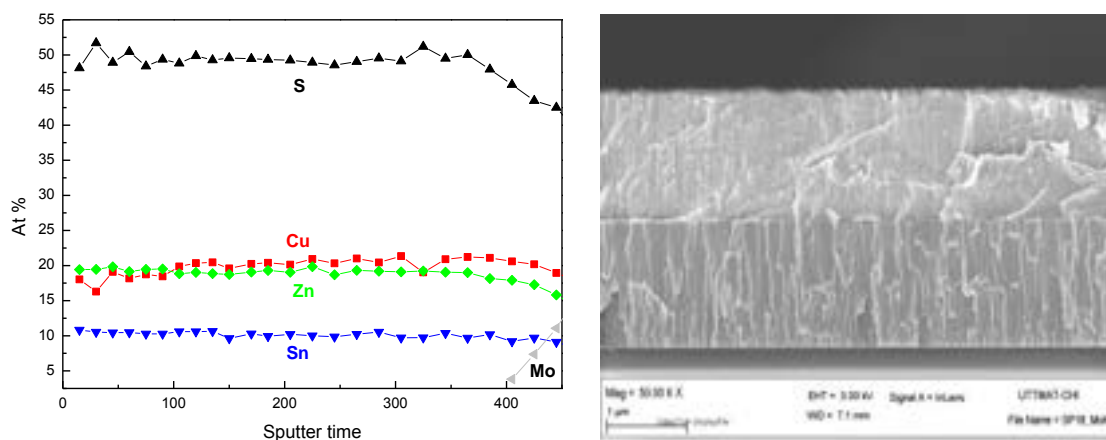 At %
55
50
45
40
35
30
25
20
15
10
5
S
Cu
Zn
Sn
Mo
0 100 200 300 400
Sputter time
Mag = 50.00 K X
1 µm
EHT = 3.00 kV
WD = 7.1 mm
Signal A = InLens
File Name =